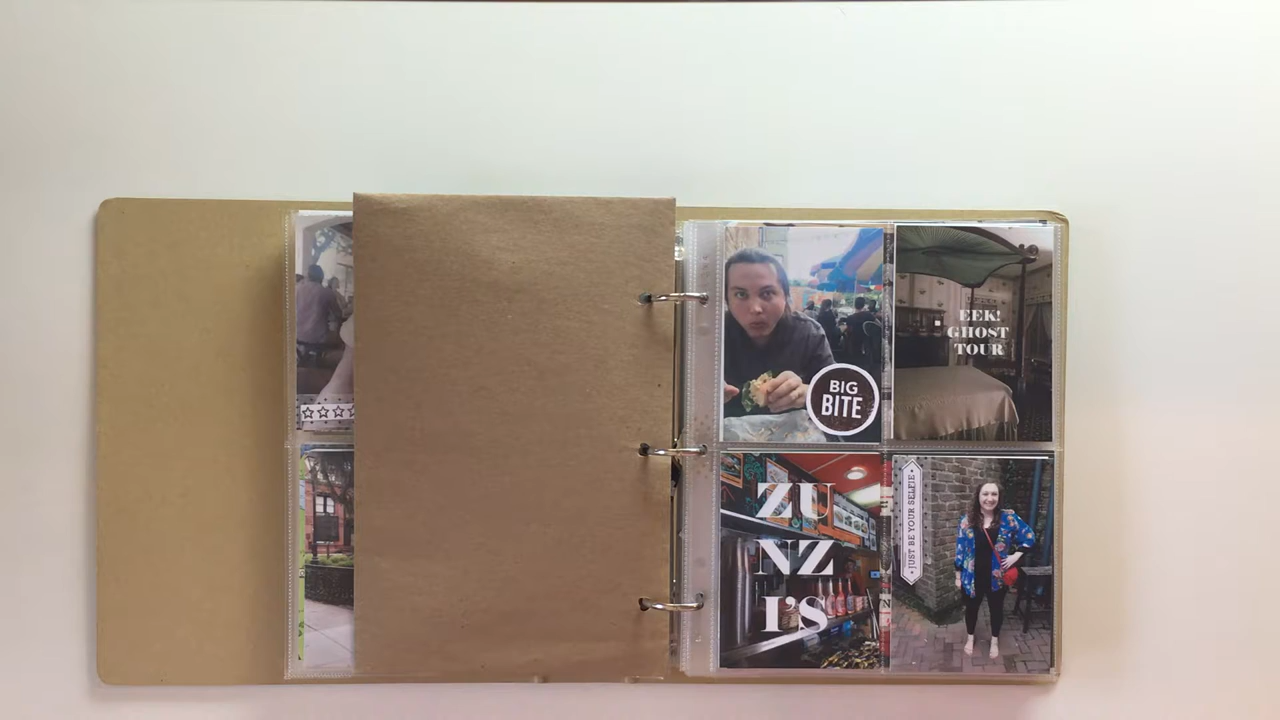 BIG
BITE
EEK!
GHOST
TOUR
ZU
NZ
I'S
JUST BE YOUR SELFIE